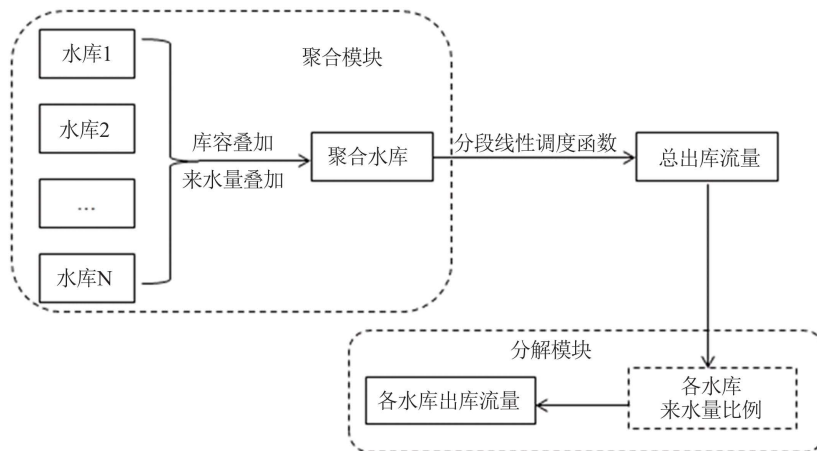 水库1
水库2
…
水库N
聚合模块
库容叠加
来水量叠加
聚合水库
分段线性调度函数
总出库流量
分解模块
各水库
来水量比例
各水库出库流量